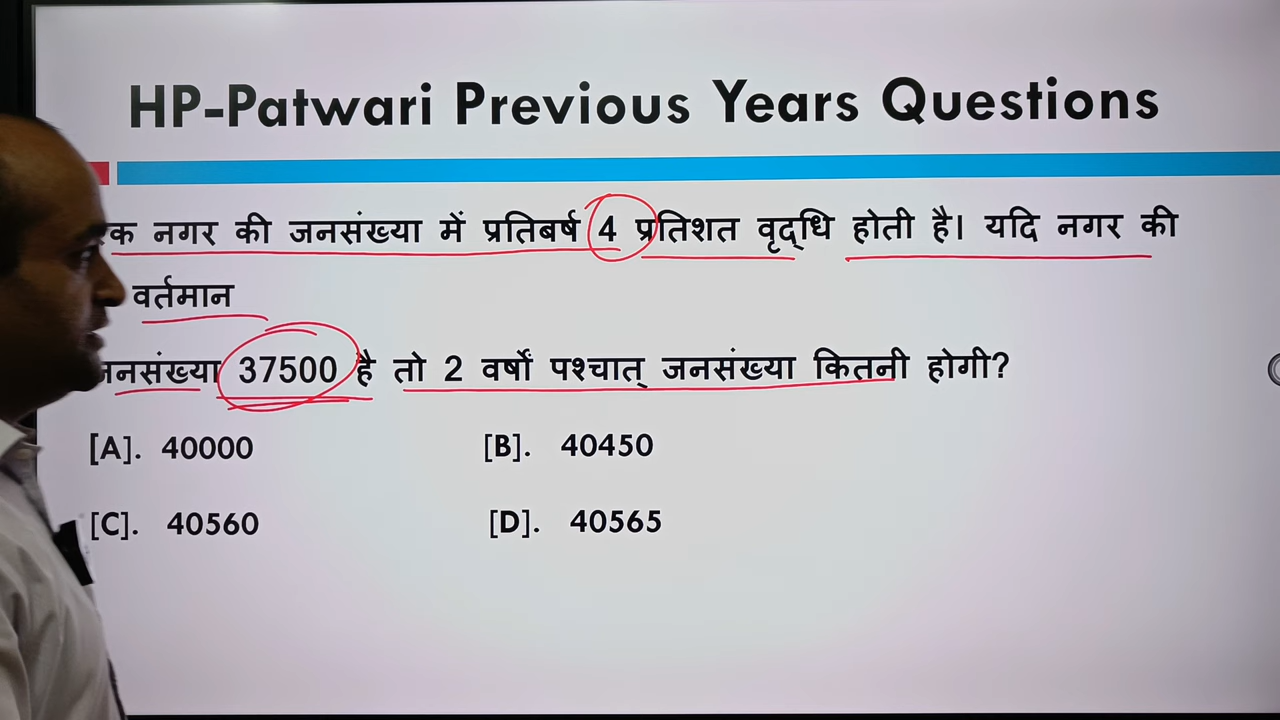 HP-Patwari Previous Years Questions
नगर की जनसंख्या में प्रतिबर्ष 4 प्रतिशत वृद्धि होती है। यदि नगर की
वर्तमान
37500 है तो 2 वर्षों पश्चात् जनसंख्या कितनी होगी?
[A]. 40000 [B]. 40450
[C]. 40560 [D]. 40565